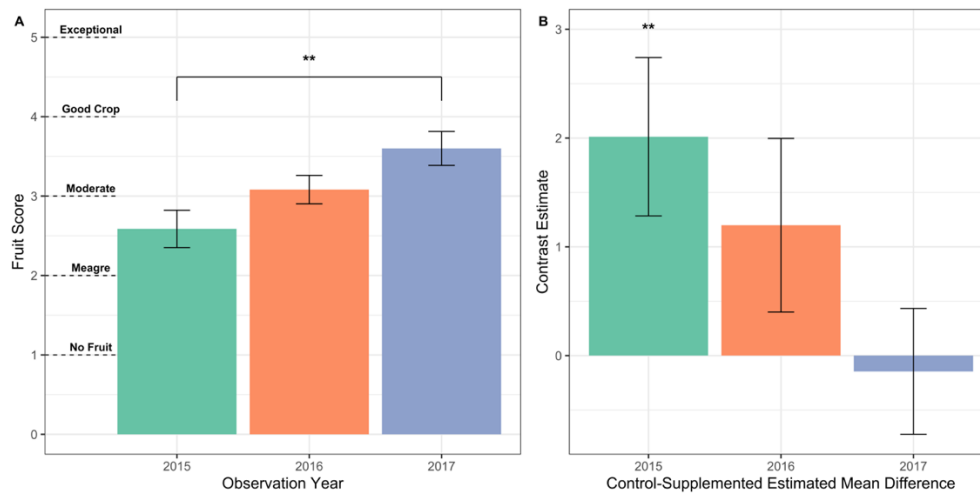 A
Exceptional
5
**
Good Crop
4
Moderate
3
Meagre
2
No Fruit
1
0
Fruit Score
2015 2016 2017
Observation Year
B
**
3
2
1
0
Contrast Estimate
2015 2016 2017
Control-Supplemented Estimated Mean Difference